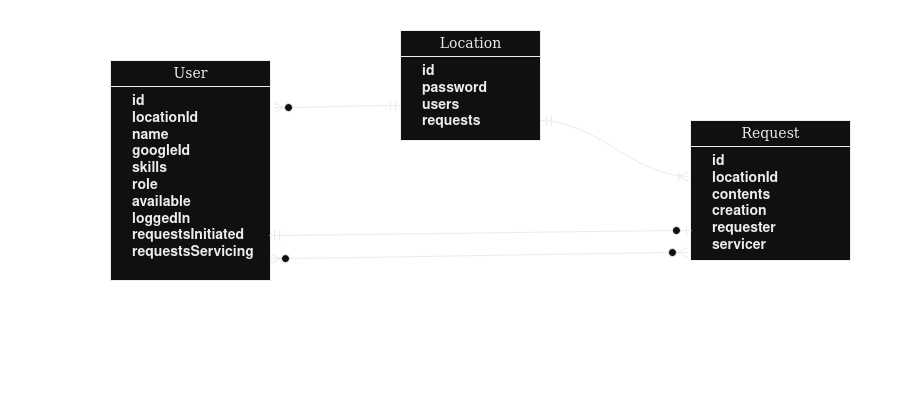 User
id
locationId
name
googleId
skills
role
available
loggedIn
requestsInitiated
requestsServicing
Location
id
password
users
requests
Request
id
locationId
contents
creation
requester
servicer